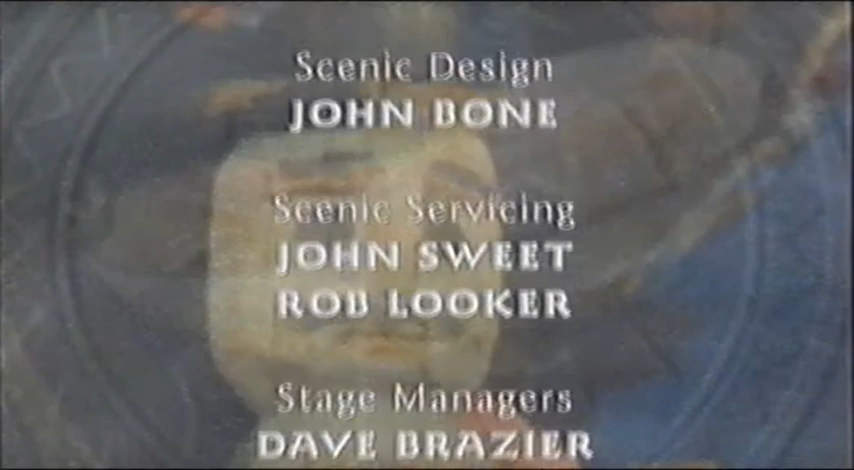 Scenic Design
JOHN BONE
Scenic Servicing
JOHN SWEET
ROB LOOKER
Stage Managers
DAVE BRAZIER